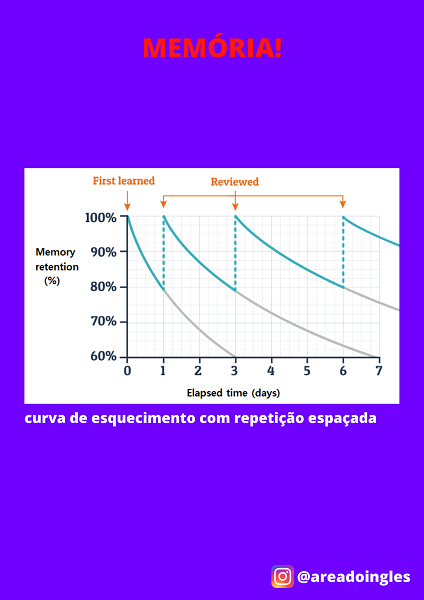 MEMÓRIA!
First learned
Reviewed
100%
90%
80%
70%
60%
Memory
retention
(%)
0 1 2 3 4 5 6 7
Elapsed time (days)
curva de esquecimento com repetição espaçada
@areadoingles